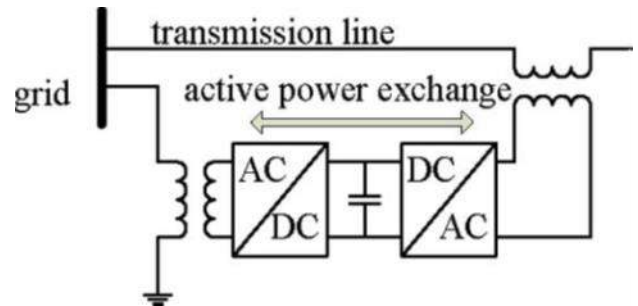 transmission line
grid
active power exchange
AC
DC
DC
AC